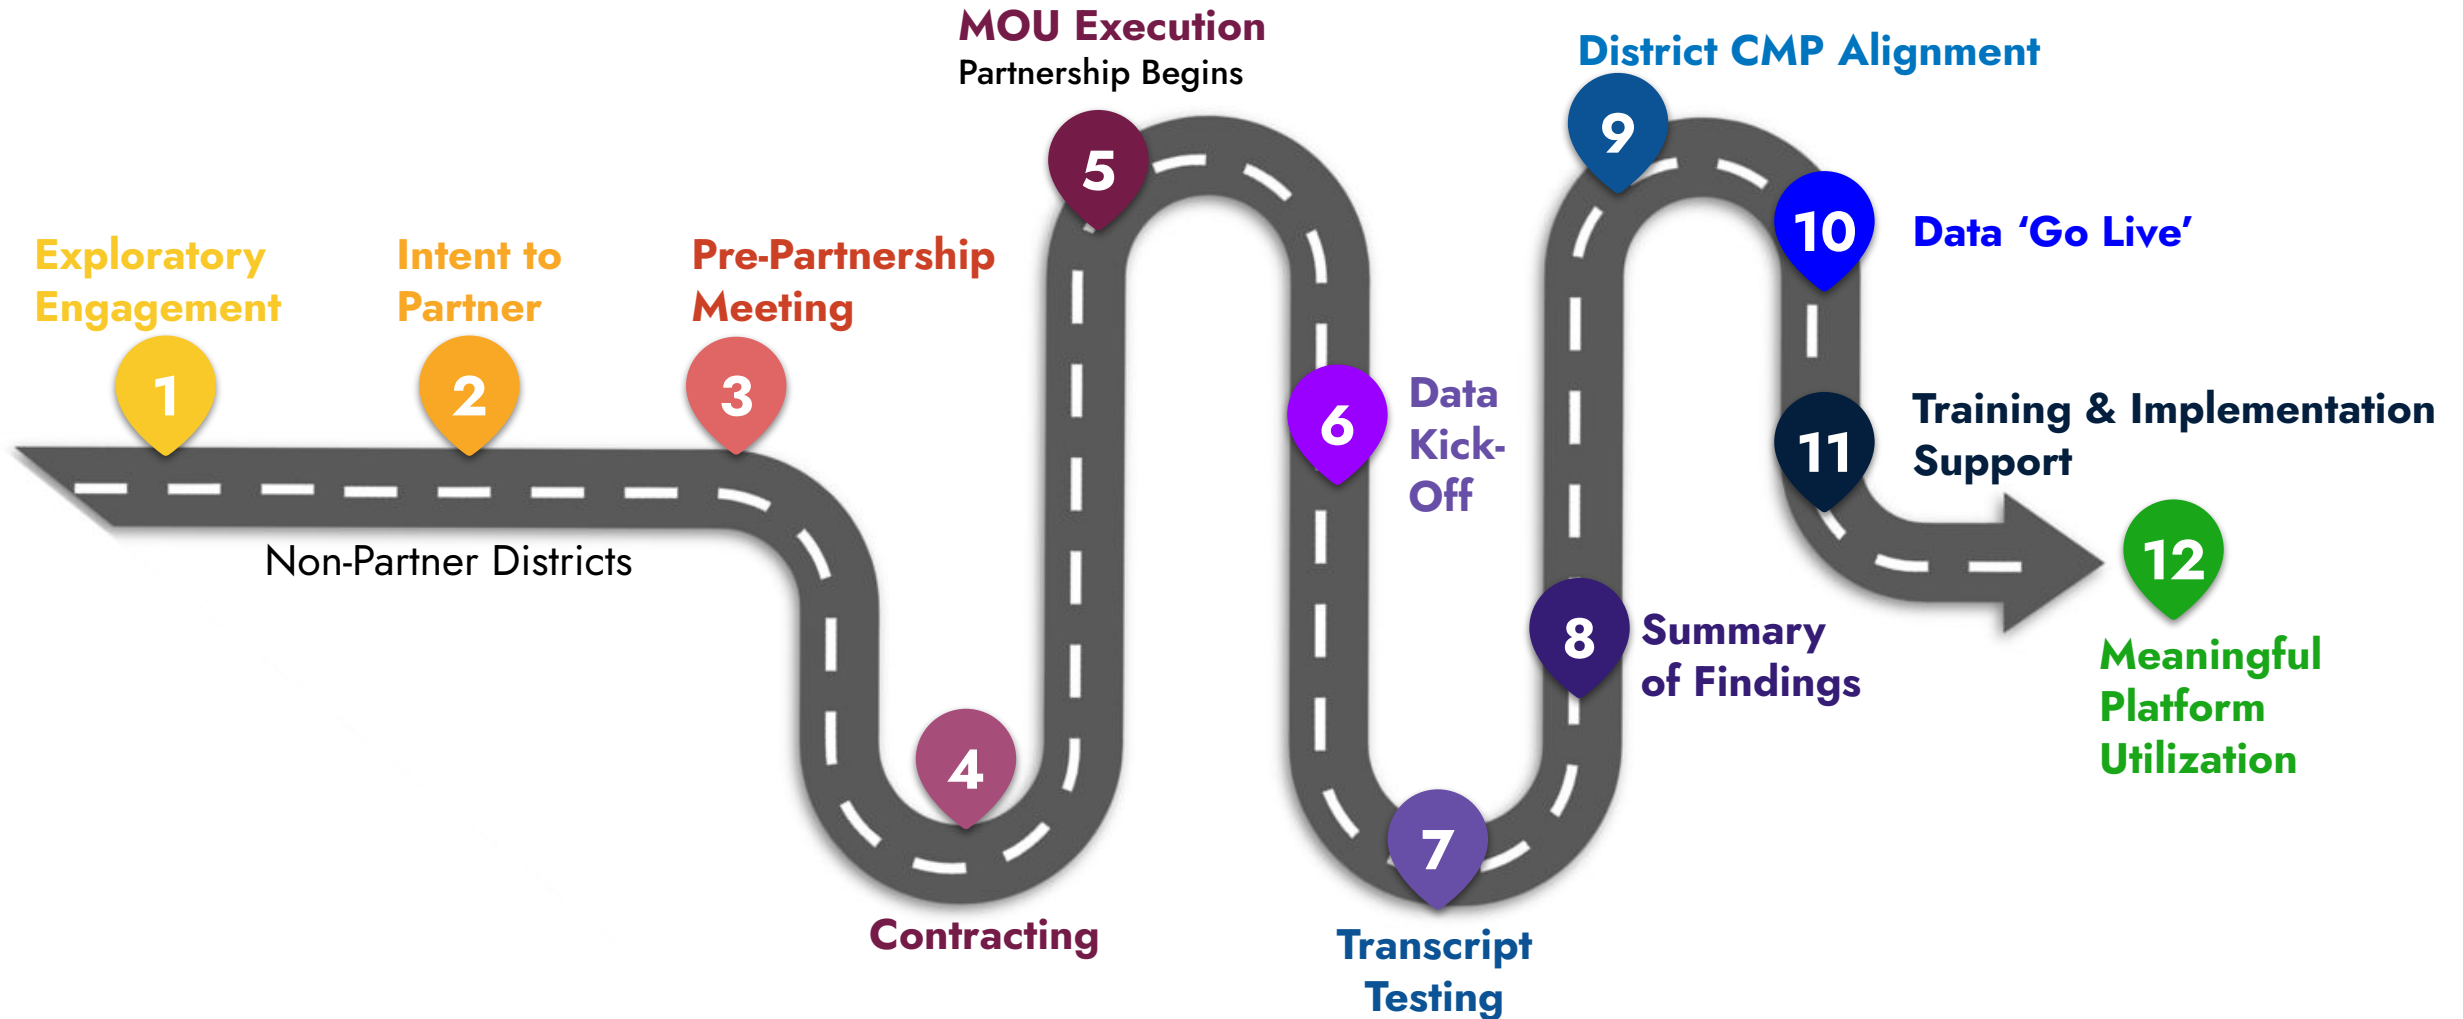 Exploratory
Engagement
1
Intent to
Partner
2
Pre-Partnership
Meeting
3
Non-Partner Districts
4
Contracting
MOU Execution
Partnership Begins
5
6
Data
Kick-
Off
7
Transcript
Testing
8
Summary
of Findings
District CMP Alignment
9
10
Data ‘Go Live’
11
Training & Implementation
Support
12
Meaningful
Platform
Utilization